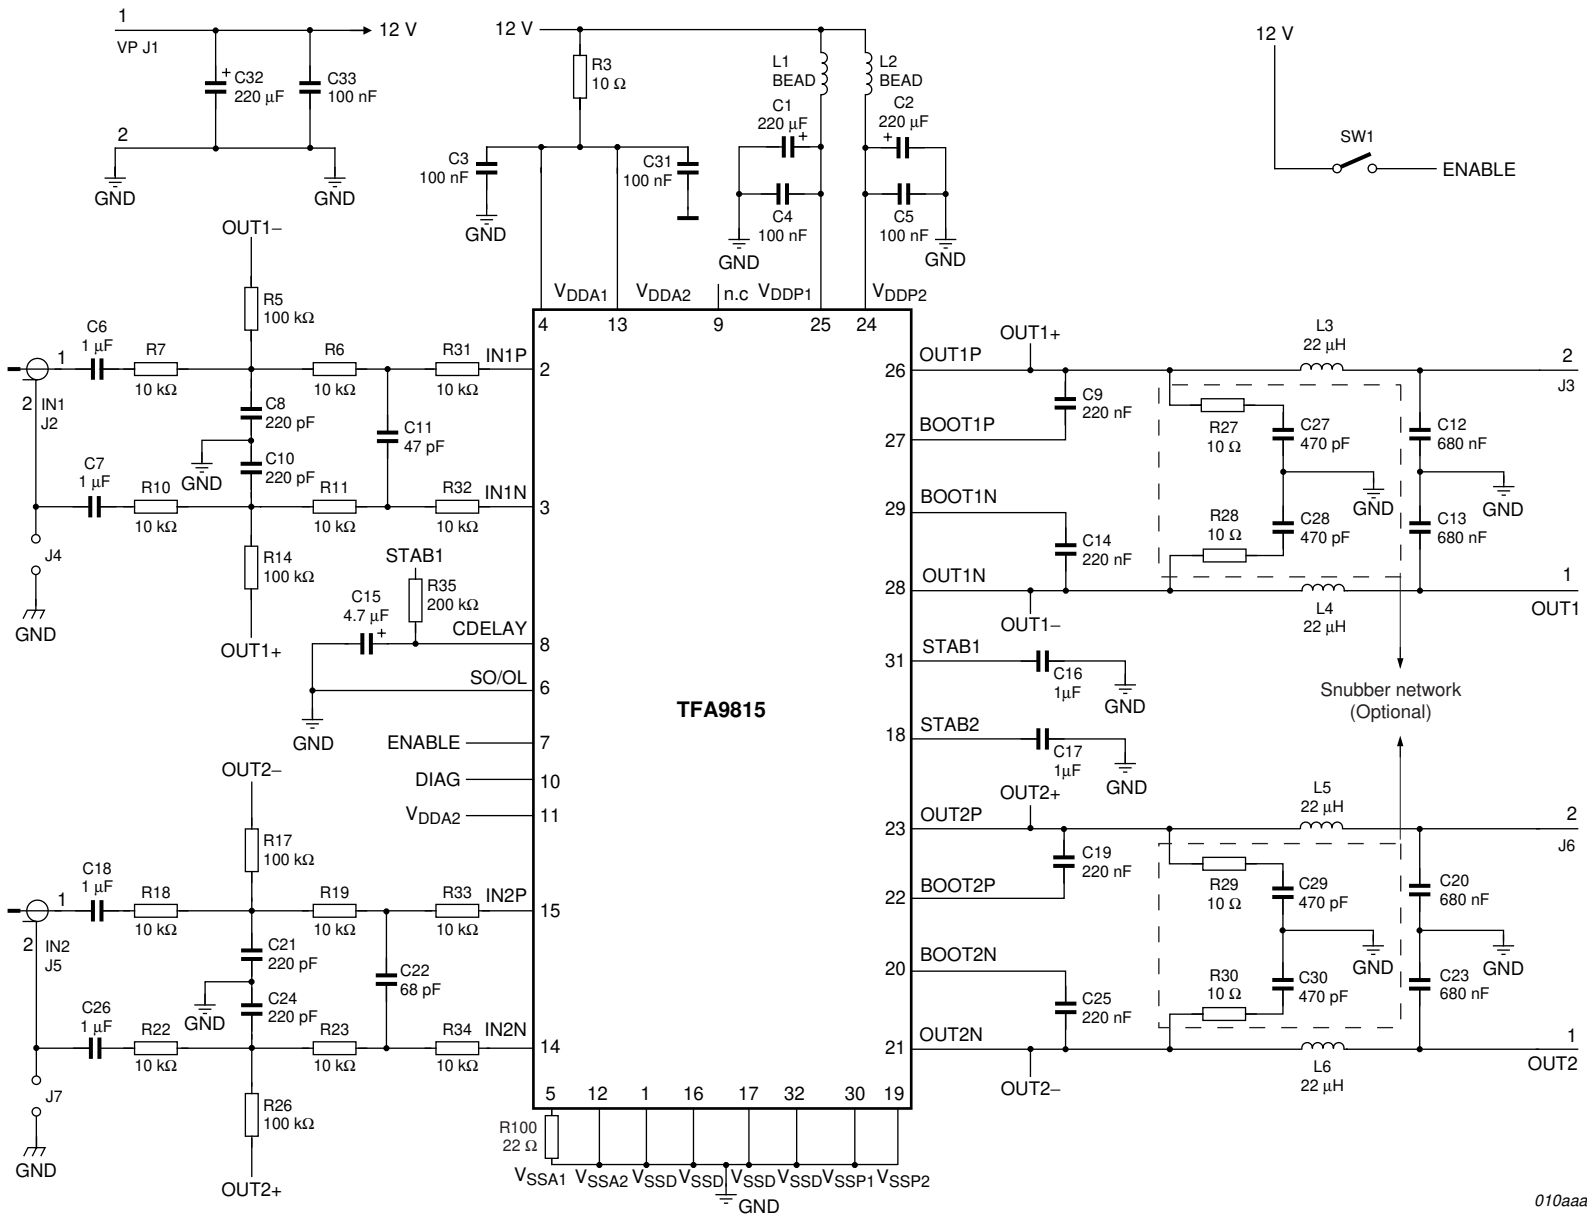 1
12 V
VP J1
+
C32
220 μF
C33
100 nF
2
GND
GND
12 V
R3
10 Ω
L1
BEAD
L2
BEAD
C1
220 μF
+
C2
220 μF
+
C3
100 nF
C31
100 nF
C4
100 nF
C5
100 nF
GND
GND
GND
12 V
SW1
ENABLE
VDDA1
VDDA2
n.c
VDDP1
VDDP2
4
13
9
25
24
OUT1−
R5
100 kΩ
C6
1 μF
1
R7
10 kΩ
R6
10 kΩ
R31
10 kΩ
IN1P
2
2
IN1
J2
C8
220 pF
GND
C10
220 pF
C11
47 pF
C7
1 μF
R10
10 kΩ
R11
10 kΩ
R32
10 kΩ
IN1N
3
J4
GND
R14
100 kΩ
OUT1+
STAB1
R35
200 kΩ
C15
4.7 μF
+
CDELAY
8
SO/OL
6
GND
ENABLE
7
DIAG
10
VDDA2
11
TFA9815
OUT2−
R17
100 kΩ
C18
1 μF
1
R18
10 kΩ
R19
10 kΩ
R33
10 kΩ
IN2P
15
2
IN2
J5
C21
220 pF
GND
C24
220 pF
C22
68 pF
C26
1 μF
R22
10 kΩ
R23
10 kΩ
R34
10 kΩ
IN2N
14
J7
GND
R26
100 kΩ
OUT2+
5
12
1
16
17
32
30
19
R100
22 Ω
VSSA1
VSSA2
VSSD
VSSD
VSSD
VSSD
VSSP1
VSSP2
GND
26
OUT1P
OUT1+
L3
22 μH
2
J3
C9
220 nF
27
BOOT1P
R27
10 Ω
C27
470 pF
C12
680 nF
GND
GND
29
BOOT1N
C14
220 nF
R28
10 Ω
C28
470 pF
C13
680 nF
28
OUT1N
OUT1−
L4
22 μH
1
OUT1
31
STAB1
C16
1μF
GND
Snubber network
(Optional)
18
STAB2
C17
1μF
GND
23
OUT2P
OUT2+
L5
22 μH
2
J6
C19
220 nF
22
BOOT2P
R29
10 Ω
C29
470 pF
C20
680 nF
GND
GND
20
BOOT2N
C25
220 nF
R30
10 Ω
C30
470 pF
C23
680 nF
21
OUT2N
OUT2−
L6
22 μH
1
OUT2
010aaa